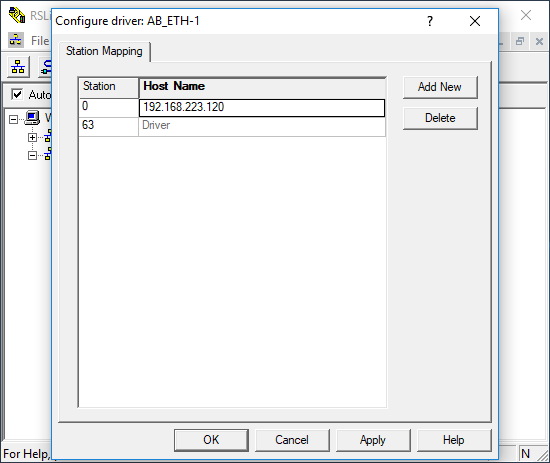 RSLi
Configure driver: AB_ETH-1
?
File
Station Mapping
Station Host Name
0 192.168.223.120
63 Driver
Add New
Delete
Auto
W
OK Cancel Apply Help
For Help,
N